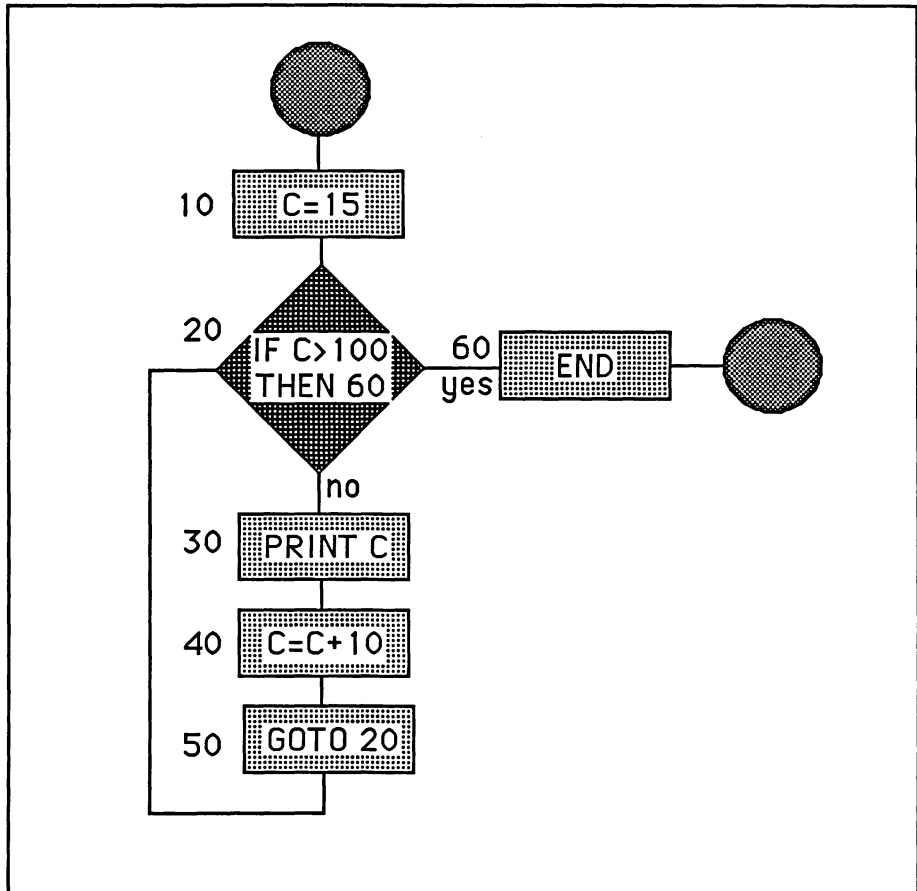 10
C=15
20
IF C>100
THEN 60
60
yes
END
no
30
PRINT C
40
C=C+10
50
GOTO 20